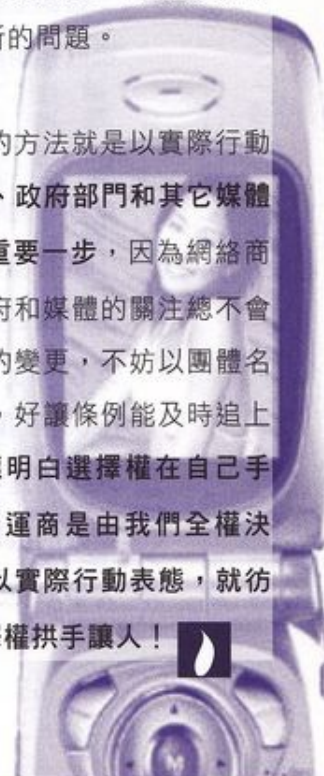 新的問題。
的方法就是以實際行動
、政府部門和其它媒體
重要一步，因為網絡商
府和媒體的關注總不會
的變更，不妨以團體名
，好讓條例能及時追上
明白選擇權在自己手
運商是由我們全權決
以實際行動表態，就彷
權拱手讓人！